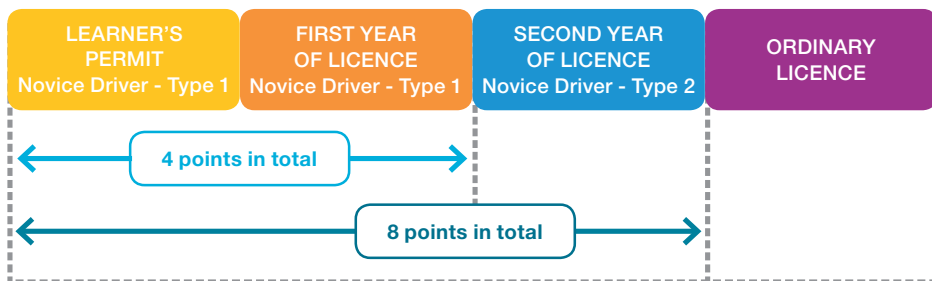 LEARNER'S
PERMIT
Novice Driver - Type 1
FIRST YEAR
OF LICENCE
Novice Driver - Type 1
SECOND YEAR
OF LICENCE
Novice Driver - Type 2
ORDINARY
LICENCE
4 points in total
8 points in total